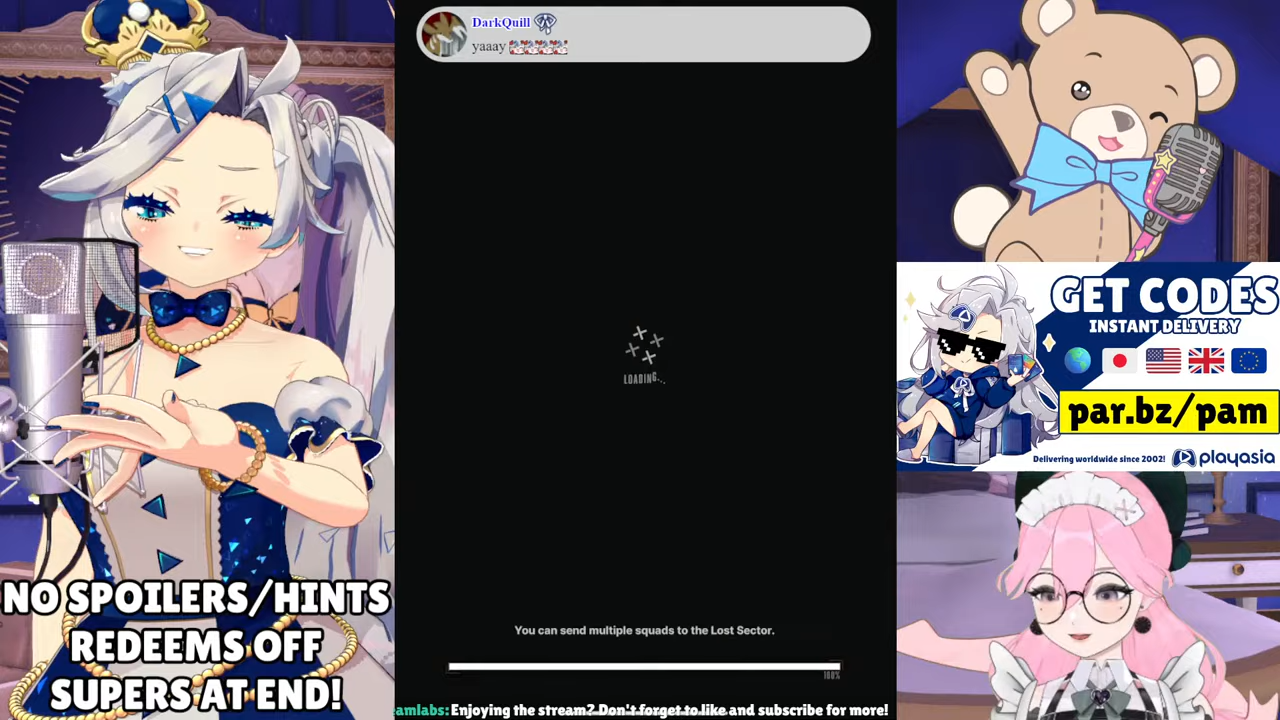 DarkQuill
yaaay
LOADING...
You can send multiple squads to the Lost Sector.
100%
eamlabs: Enjoying the stream? Don't forget to like and subscribe for more!
NO SPOILERS/HINTS
REDEEMS OFF
SUPERS AT END!
GET CODES
INSTANT DELIVERY
par.bz/pam
Delivering worldwide since 2002! playasia